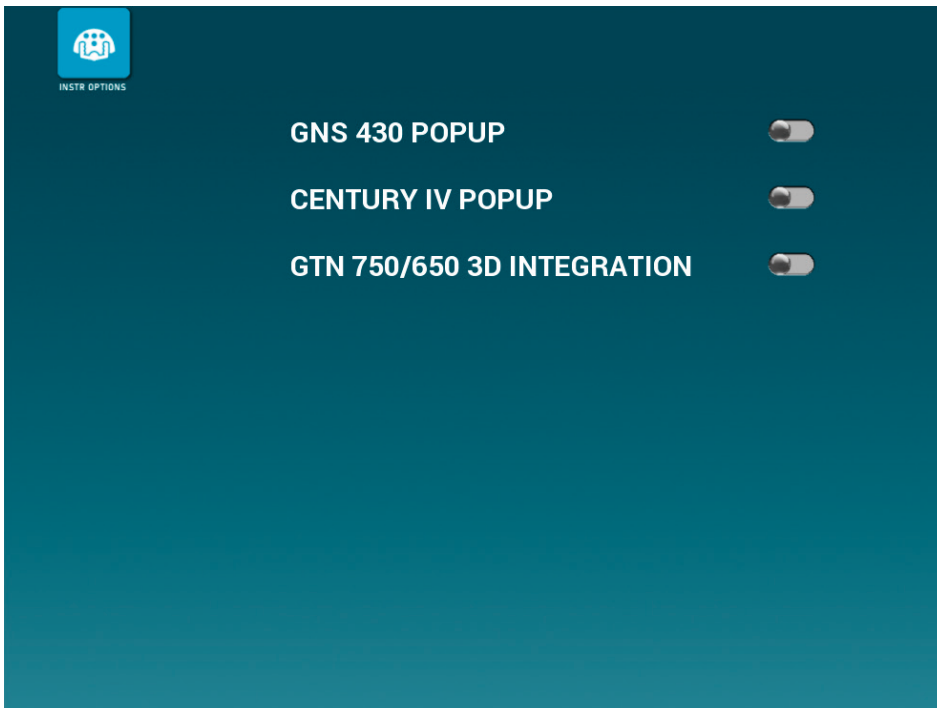 INSTR OPTIONS
GNS 430 POPUP
CENTURY IV POPUP
GTN 750/650 3D INTEGRATION